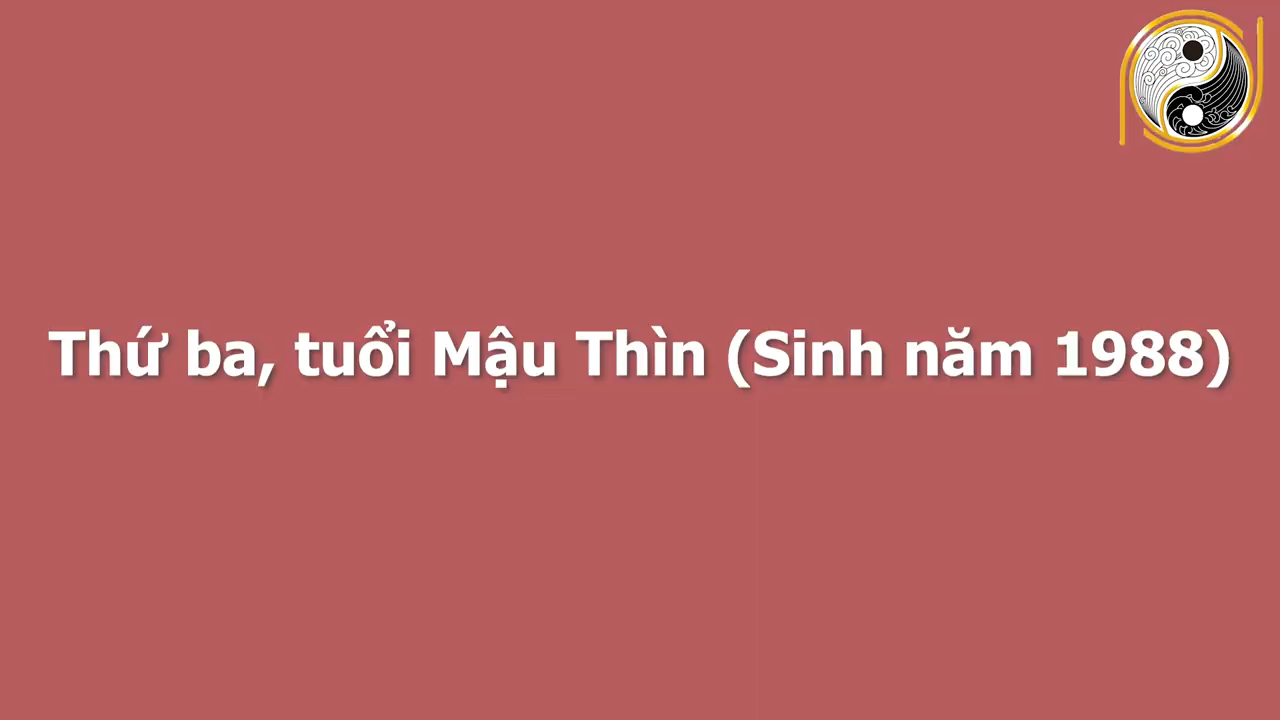 Thứ ba, tuổi Mậu Thìn (Sinh năm 1988)